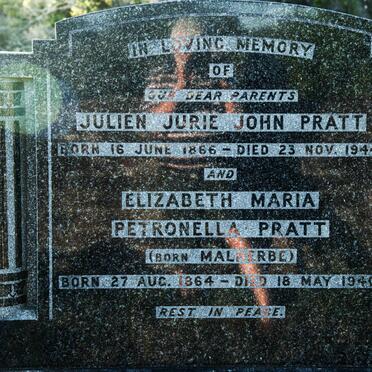 IN LOVING MEMORY
OF
OUR DEAR PARENTS
JULIEN JURIE JOHN PRATT
BORN 16 JUNE 1866 – DIED 23 NOV. 194
AND
ELIZABETH MARIA
PETRONELLA PRATT
(BORN MALHERBE)
BORN 27 AUG. 1864 – DIED 18 MAY 1940
REST IN PEACE.